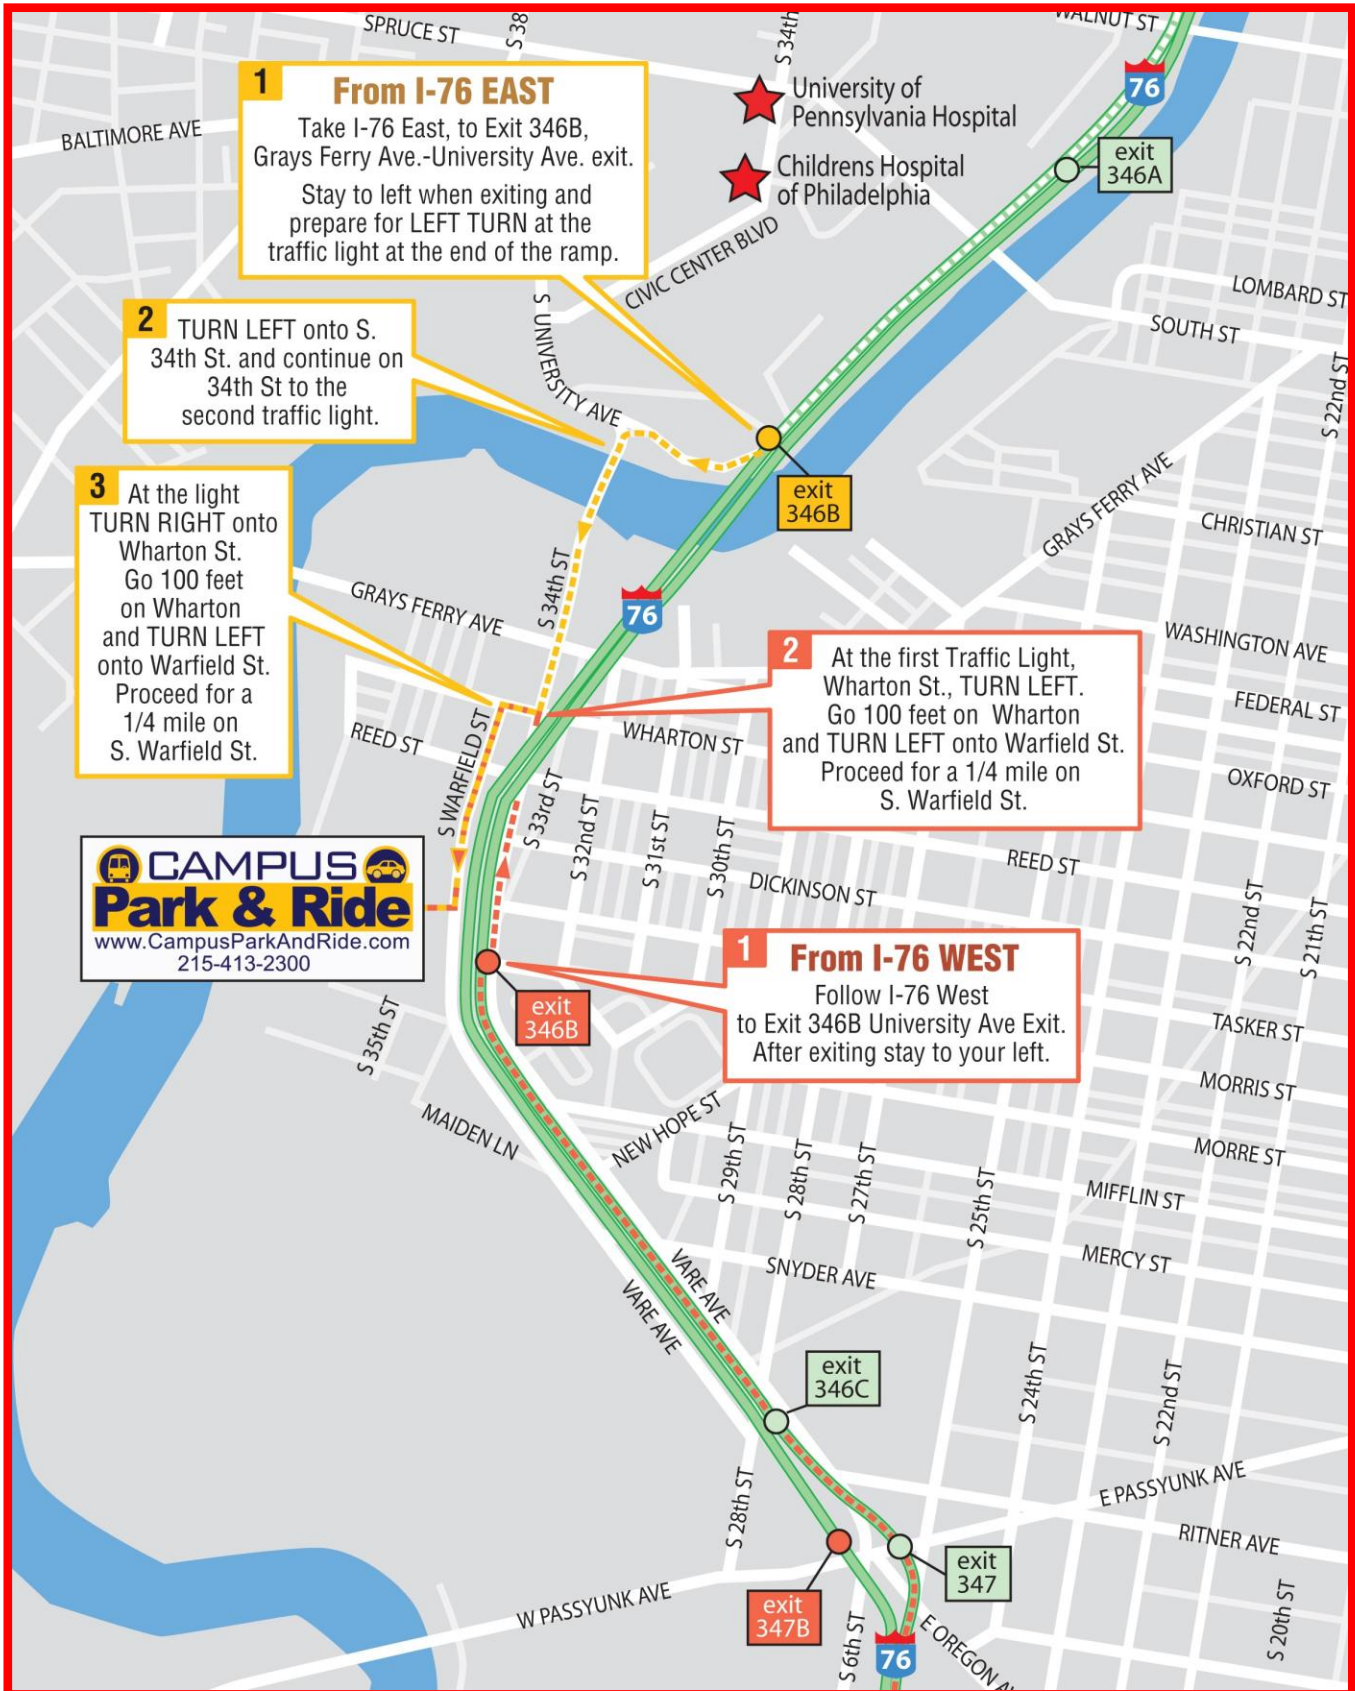 SPRUCE ST
S 38
S 34th
WALNUT ST
76
1
From I-76 EAST
Take I-76 East, to Exit 346B,
Grays Ferry Ave.-University Ave. exit.
Stay to left when exiting and
prepare for LEFT TURN at the
traffic light at the end of the ramp.
BALTIMORE AVE
University of
Pennsylvania Hospital
Childrens Hospital
of Philadelphia
exit
346A
CIVIC CENTER BLVD
S UNIVERSITY AVE
LOMBARD ST
SOUTH ST
S 22nd ST
2
TURN LEFT onto S.
34th St. and continue on
34th St to the
second traffic light.
exit
346B
GRAYS FERRY AVE
CHRISTIAN ST
3
At the light
TURN RIGHT onto
Wharton St.
Go 100 feet
on Wharton
and TURN LEFT
onto Warfield St.
Proceed for a
1/4 mile on
S. Warfield St.
GRAYS FERRY AVE
S 34th ST
76
WASHINGTON AVE
FEDERAL ST
OXFORD ST
2
At the first Traffic Light,
Wharton St., TURN LEFT.
Go 100 feet on Wharton
and TURN LEFT onto Warfield St.
Proceed for a 1/4 mile on
S. Warfield St.
REED ST
S WARFIELD ST
WHARTON ST
S 33rd ST
S 32nd ST
S 31st ST
S 30th ST
REED ST
DICKINSON ST
S 22nd ST
S 21th ST
CAMPUS
Park & Ride
www.CampusParkAndRide.com
215-413-2300
1
From I-76 WEST
Follow I-76 West
to Exit 346B University Ave Exit.
After exiting stay to your left.
exit
346B
S 35th ST
TASKER ST
MORRIS ST
MORRE ST
MAIDEN LN
NEW HOPE ST
S 29th ST
S 28th ST
S 27th ST
S 25th ST
MIFFLIN ST
MERCY ST
SNYDER AVE
VARE AVE
VARE AVE
exit
346C
S 24th ST
S 22nd ST
S 28th ST
E PASSYUNK AVE
RITNER AVE
exit
347
W PASSYUNK AVE
exit
347B
S 6th ST
76
E OREGON AV
S 20th ST